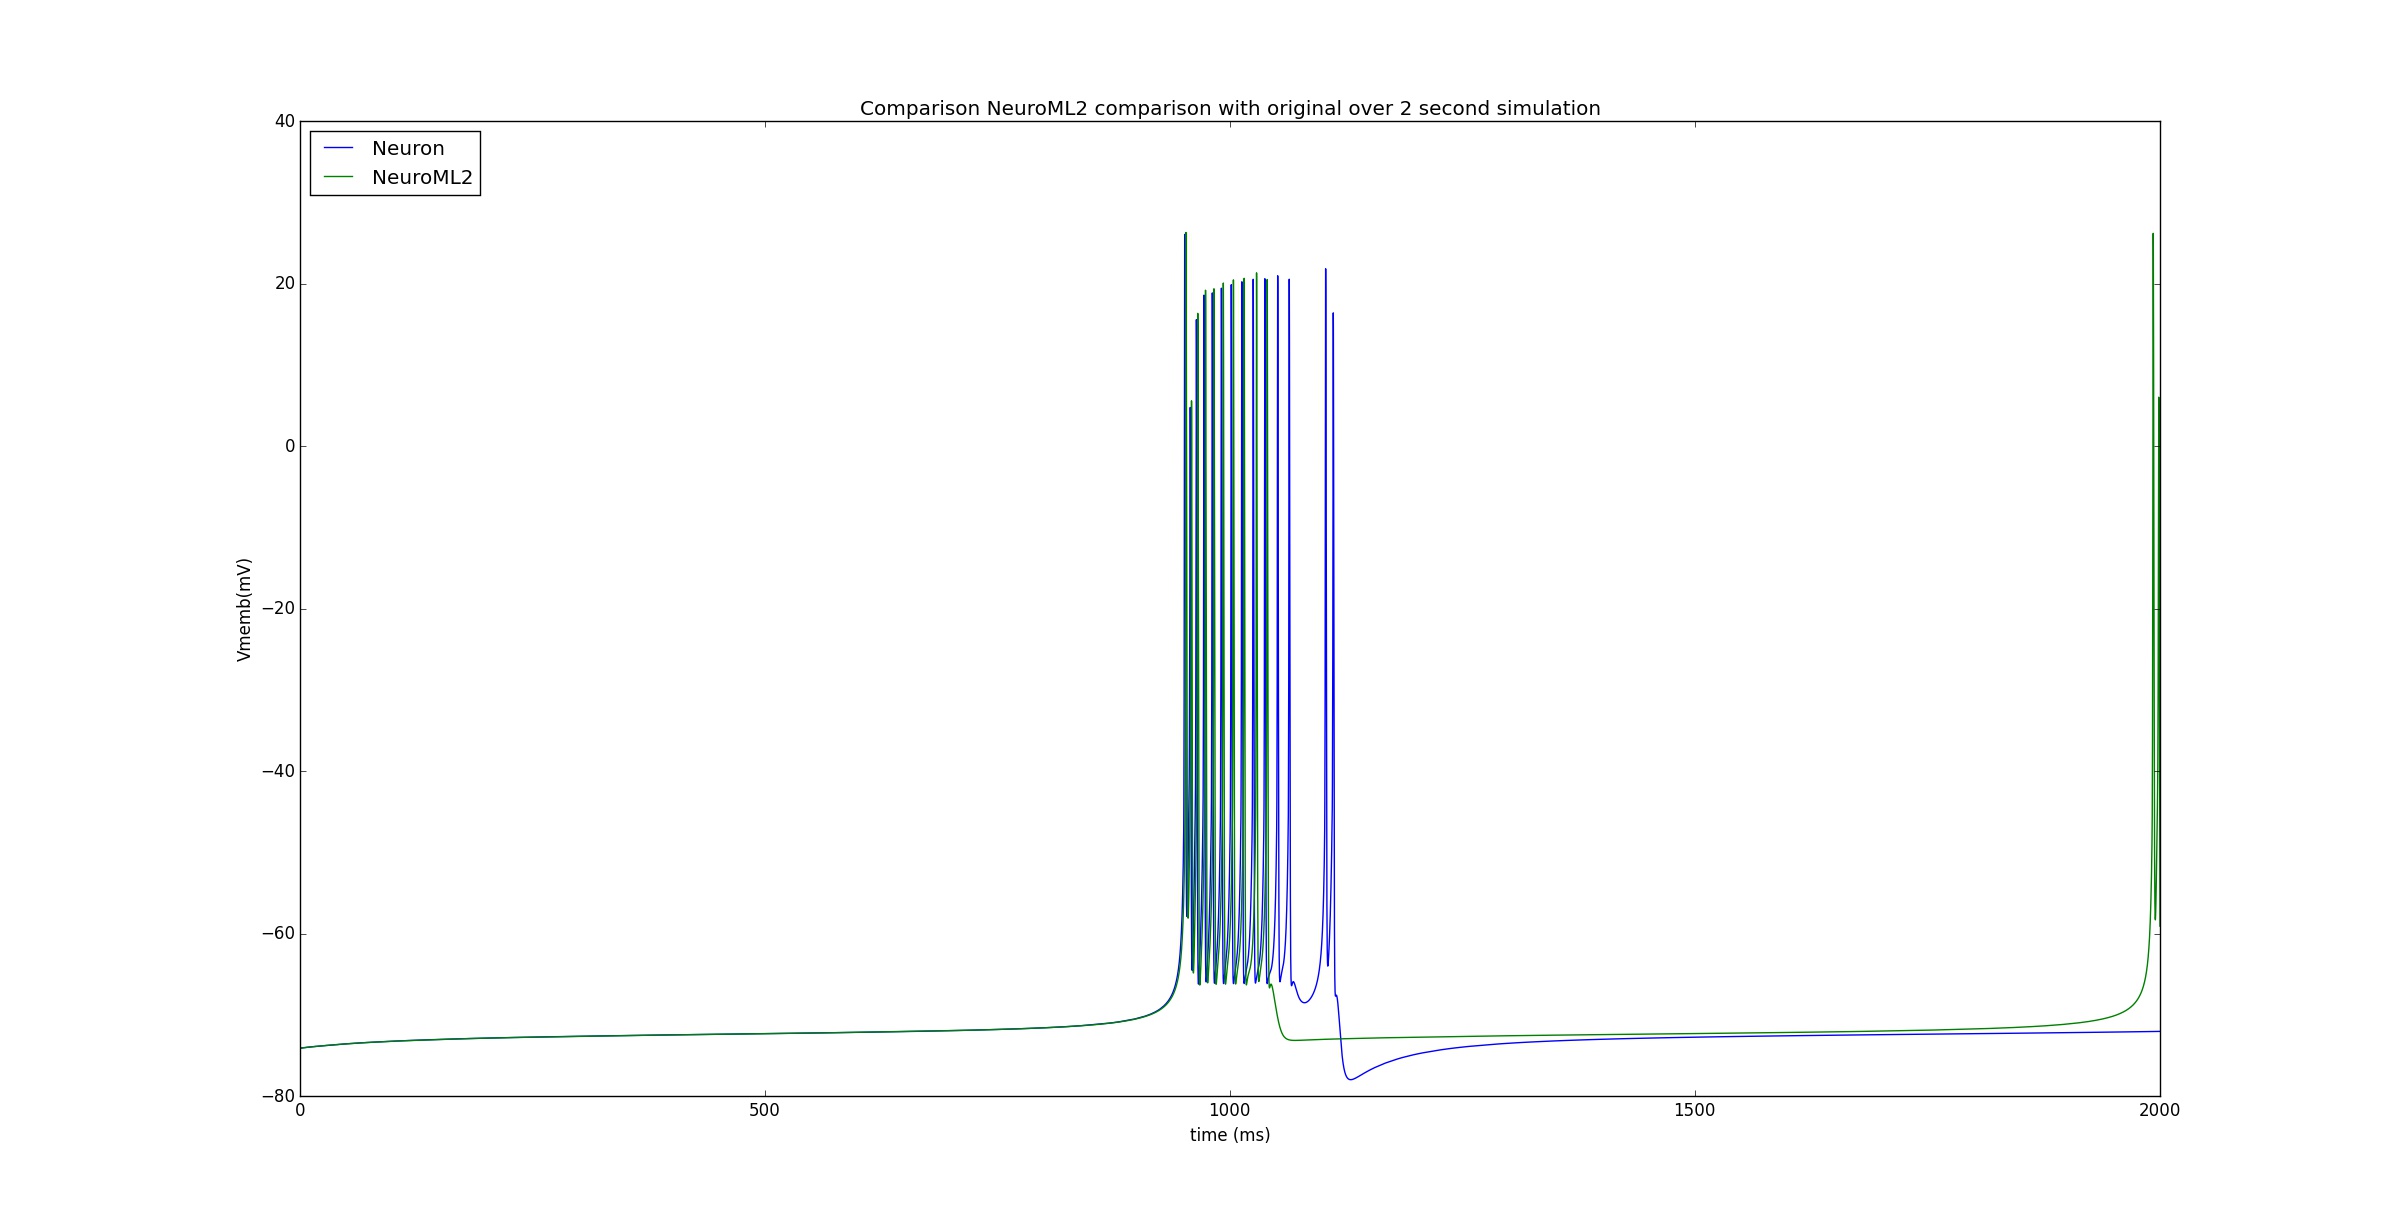 Comparison NeuroML2 comparison with original over 2 second simulation
40
Neuron
NeuroML2
20
0
−20
Vmemb(mV)
−40
−60
−80
0 500 1000 1500 2000
time (ms)